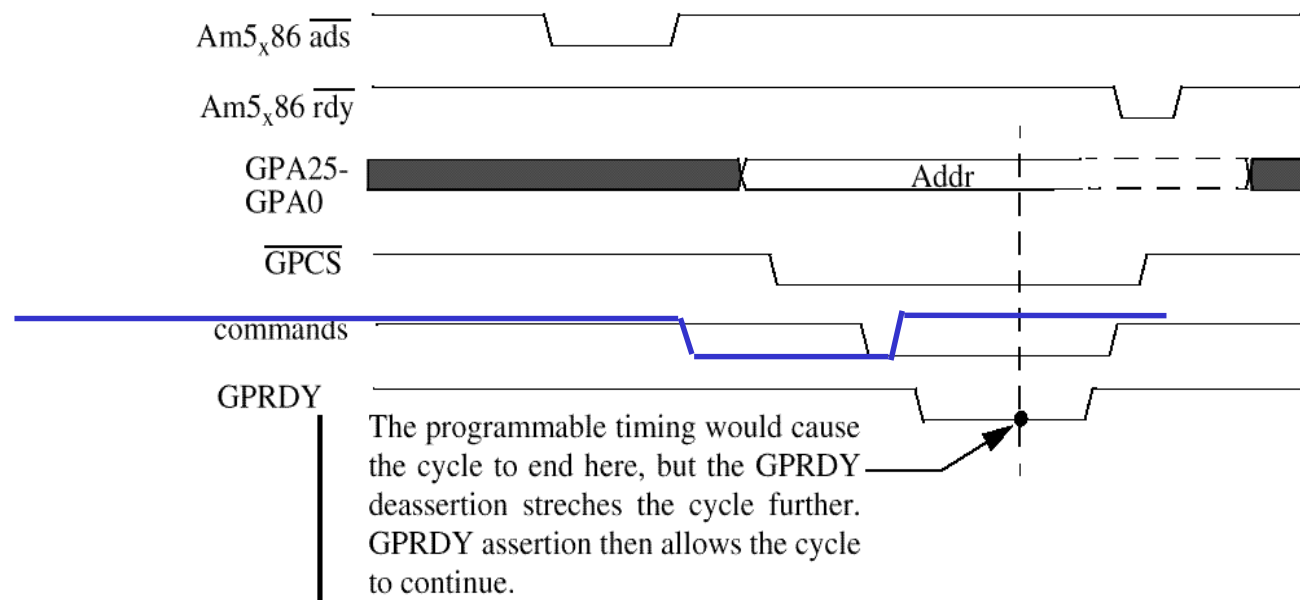 Am5x86 ads
Am5x86 rdy
GPA25-
GPA0
Addr
GPCS
commands
GPRDY
The programmable timing would cause
the cycle to end here, but the GPRDY
deassertion streches the cycle further.
GPRDY assertion then allows the cycle
to continue.